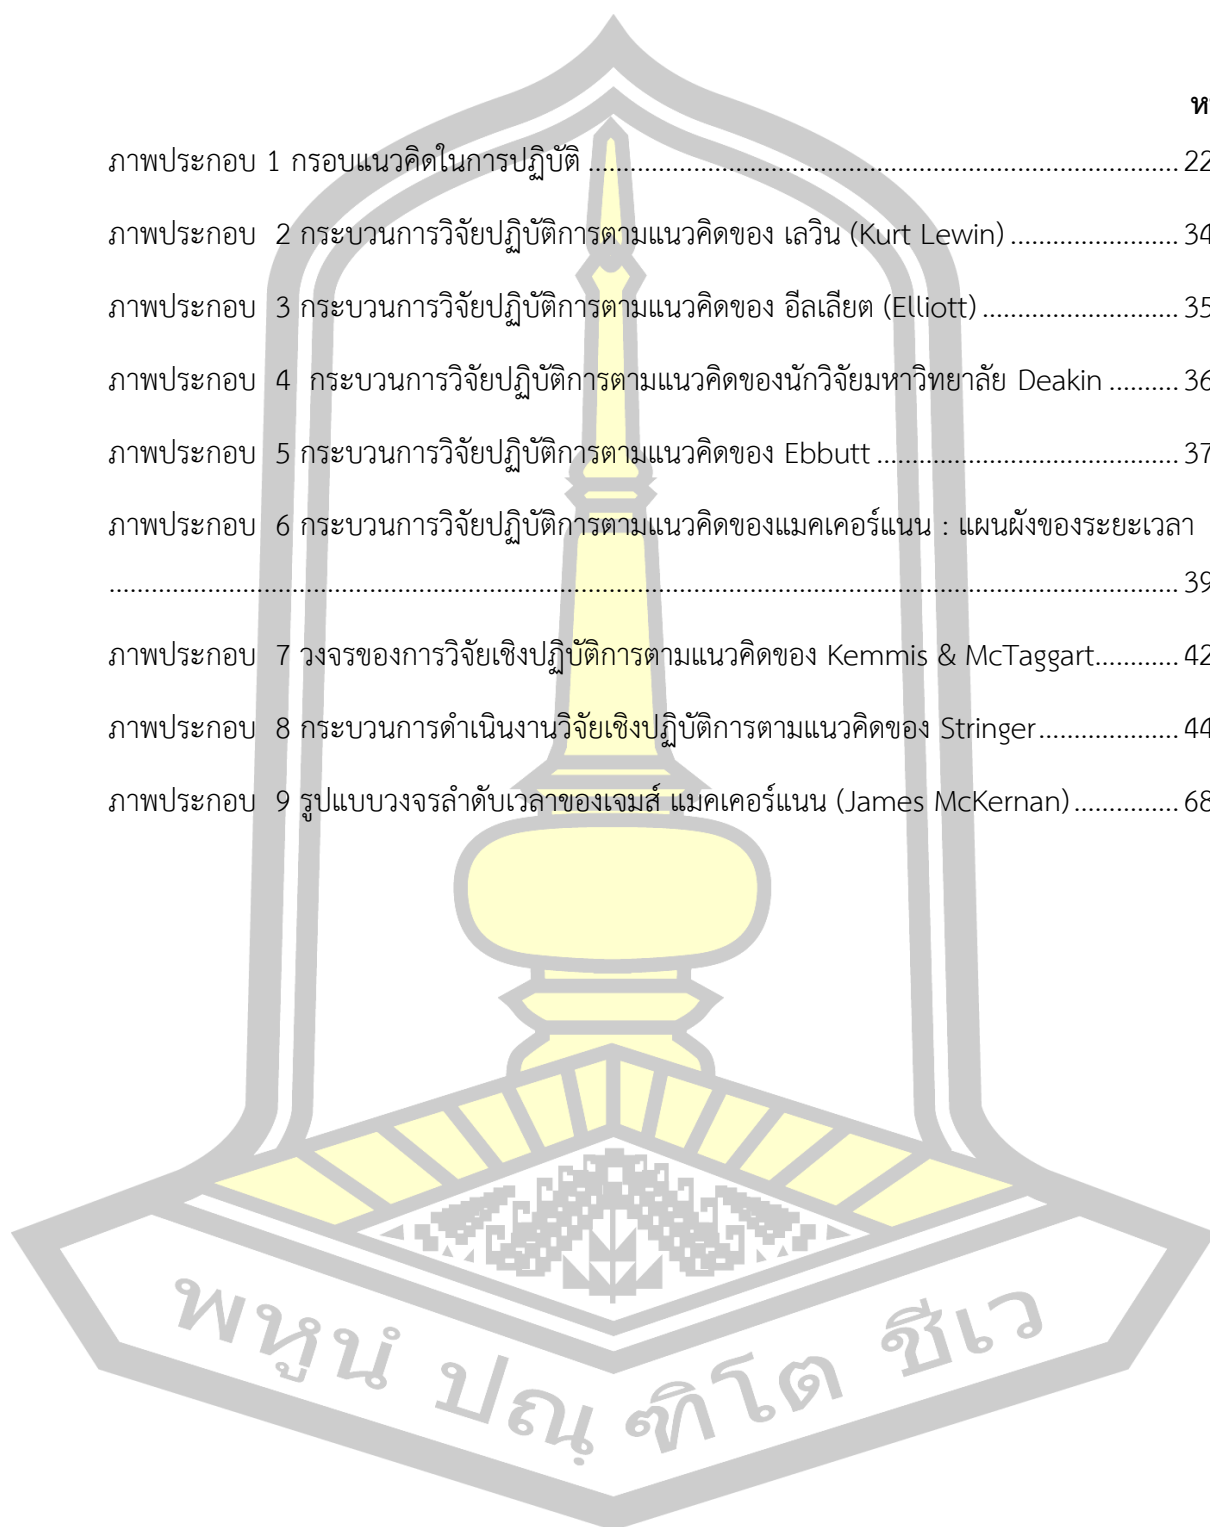 ภาพประกอบ 1 กรอบแนวคิดในการปฏิบัติ ........................................................................................ 22
ภาพประกอบ 2 กระบวนการวิจัยปฏิบัติการตามแนวคิดของ เลวิน (Kurt Lewin) ......................... 34
ภาพประกอบ 3 กระบวนการวิจัยปฏิบัติการตามแนวคิดของ อีลเลียต (Elliott) ............................. 35
ภาพประกอบ 4 กระบวนการวิจัยปฏิบัติการตามแนวคิดของนักวิจัยมหาวิทยาลัย Deakin .......... 36
ภาพประกอบ 5 กระบวนการวิจัยปฏิบัติการตามแนวคิดของ Ebbutt ............................................. 37
ภาพประกอบ 6 กระบวนการวิจัยปฏิบัติการตามแนวคิดของแมคเคอร์แนน : แผนผังของระยะเวลา
................................................................................................................................................ 39
ภาพประกอบ 7 วงจรของการวิจัยเชิงปฏิบัติการตามแนวคิดของ Kemmis & McTaggart............ 42
ภาพประกอบ 8 กระบวนการดำเนินงานวิจัยเชิงปฏิบัติการตามแนวคิดของ Stringer.................... 44
ภาพประกอบ 9 รูปแบบวงจรลำดับเวลาของเจมส์ แมคเคอร์แนน (James McKernan)............... 68
พหูนํ ปณฺฑิโต ชีเว